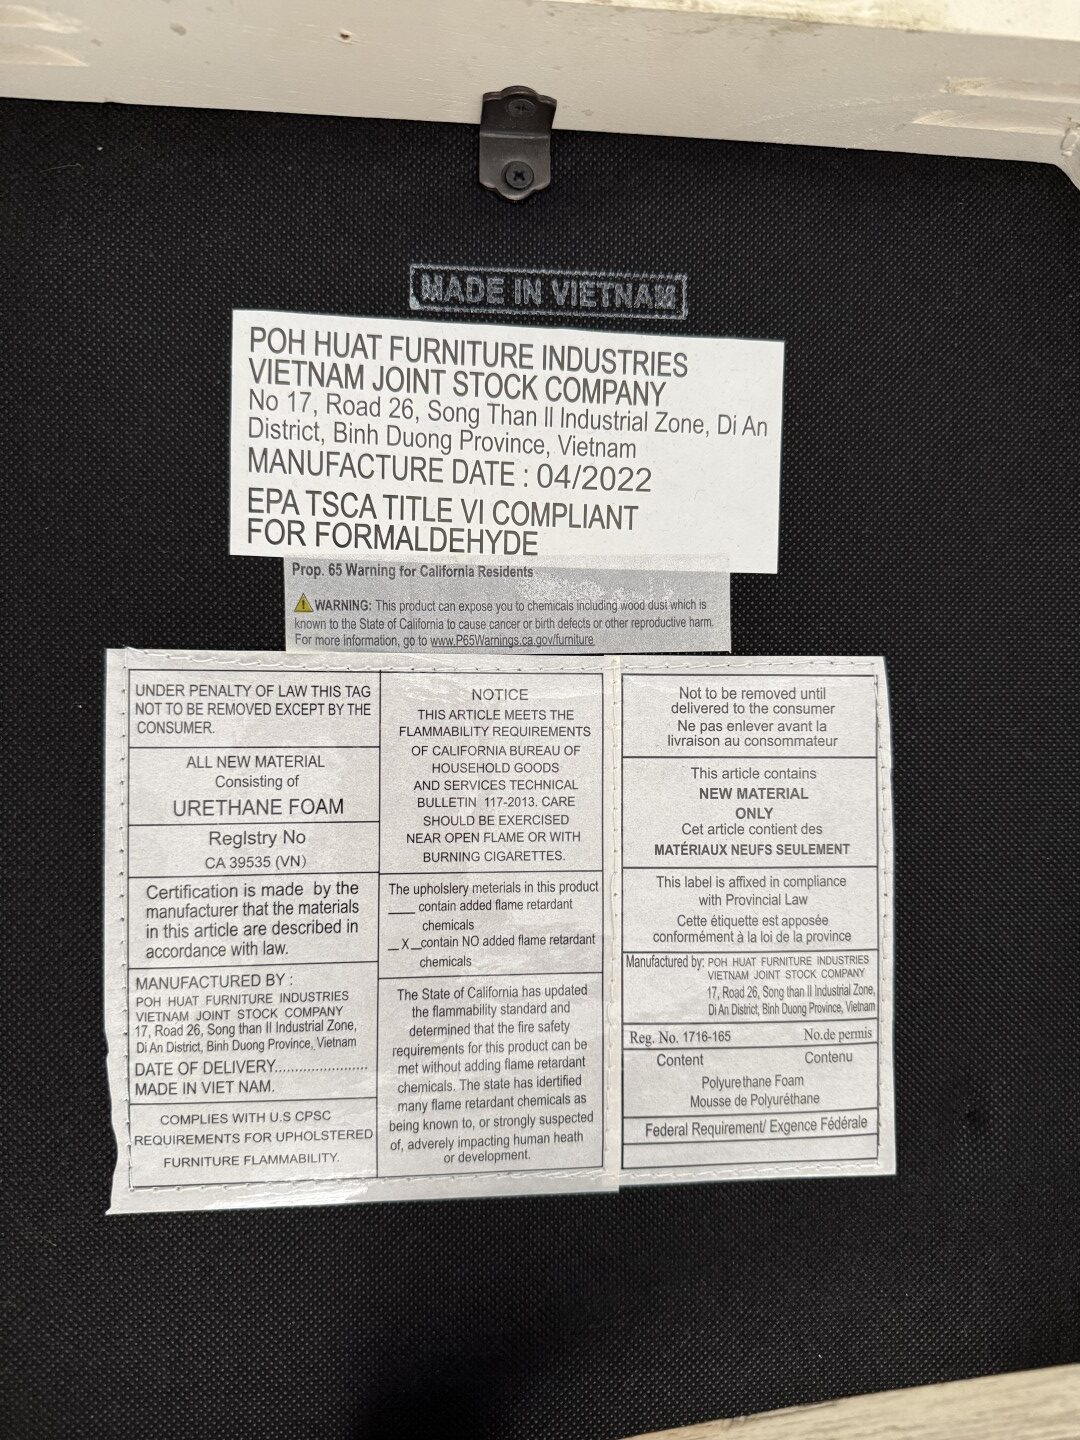 MADE IN VIETNAM
POH HUAT FURNITURE INDUSTRIES
VIETNAM JOINT STOCK COMPANY
No 17, Road 26, Song Than II Industrial Zone, Di An
District, Binh Duong Province, Vietnam
MANUFACTURE DATE : 04/2022
EPA TSCA TITLE VI COMPLIANT
FOR FORMALDEHYDE
Prop. 65 Warning for California Residents
WARNING: This product can expose you to chemicals including wood dust which is
known to the State of California to cause cancer or birth defects or other reproductive harm.
For more information, go to www.P65Warnings.ca.gov/furniture
UNDER PENALTY OF LAW THIS TAG
NOT TO BE REMOVED EXCEPT BY THE
CONSUMER.
ALL NEW MATERIAL
Consisting of
URETHANE FOAM
Reglstry No
CA 39535 (VN)
Certification is made by the
manufacturer that the materials
in this article are described in
accordance with law.
MANUFACTURED BY :
POH HUAT FURNITURE INDUSTRIES
VIETNAM JOINT STOCK COMPANY
17, Road 26, Song than II Industrial Zone,
Di An District, Binh Duong Province, Vietnam
DATE OF DELIVERY.......................
MADE IN VIET NAM.
COMPLIES WITH U.S CPSC
REQUIREMENTS FOR UPHOLSTERED
FURNITURE FLAMMABILITY.
NOTICE
THIS ARTICLE MEETS THE
FLAMMABILITY REQUIREMENTS
OF CALIFORNIA BUREAU OF
HOUSEHOLD GOODS
AND SERVICES TECHNICAL
BULLETIN 117-2013. CARE
SHOULD BE EXERCISED
NEAR OPEN FLAME OR WITH
BURNING CIGARETTES.
The upholslery meterials in this product
____ contain added flame retardant
chemicals
_X_contain NO added flame retardant
chemicals
The State of California has updated
the flammability standard and
determined that the fire safety
requirements for this product can be
met without adding flame retardant
chemicals. The state has identified
many flame retardant chemicals as
being known to, or strongly suspected
of, adverely impacting human heath
or development.
Not to be removed until
delivered to the consumer
Ne pas enlever avant la
livraison au consommateur
This article contains
NEW MATERIAL
ONLY
Cet article contient des
MATÉRIAUX NEUFS SEULEMENT
This label is affixed in compliance
with Provincial Law
Cette étiquette est apposée
conformément à la loi de la province
Manufactured by: POH HUAT FURNITURE INDUSTRIES
VIETNAM JOINT STOCK COMPANY
17, Road 26, Song than II Industrial Zone,
Di An District, Binh Duong Province, Vietnam
Reg. No. 1716-165 No.de permis
Content Contenu
Polyurethane Foam
Mousse de Polyuréthane
Federal Requirement/ Exgence Fédérale